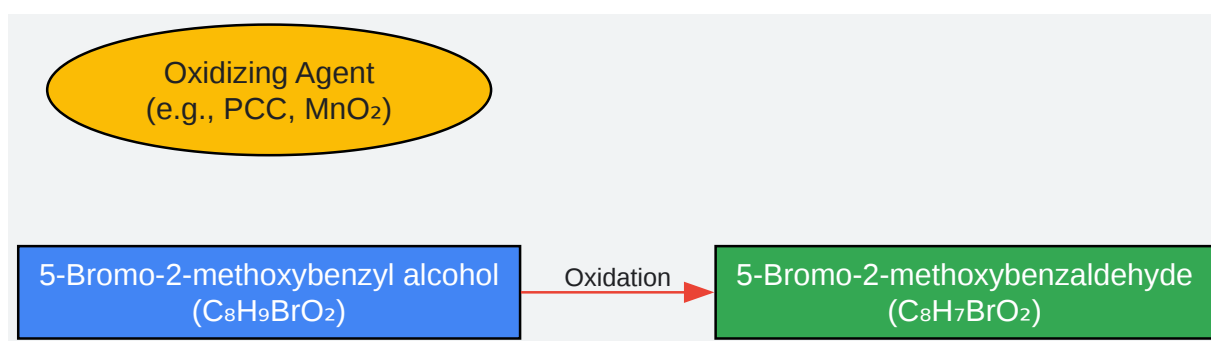 Oxidizing Agent
(e.g., PCC, MnO₂)
5-Bromo-2-methoxybenzyl alcohol
(C₈H₉BrO₂)
Oxidation
5-Bromo-2-methoxybenzaldehyde
(C₈H₇BrO₂)